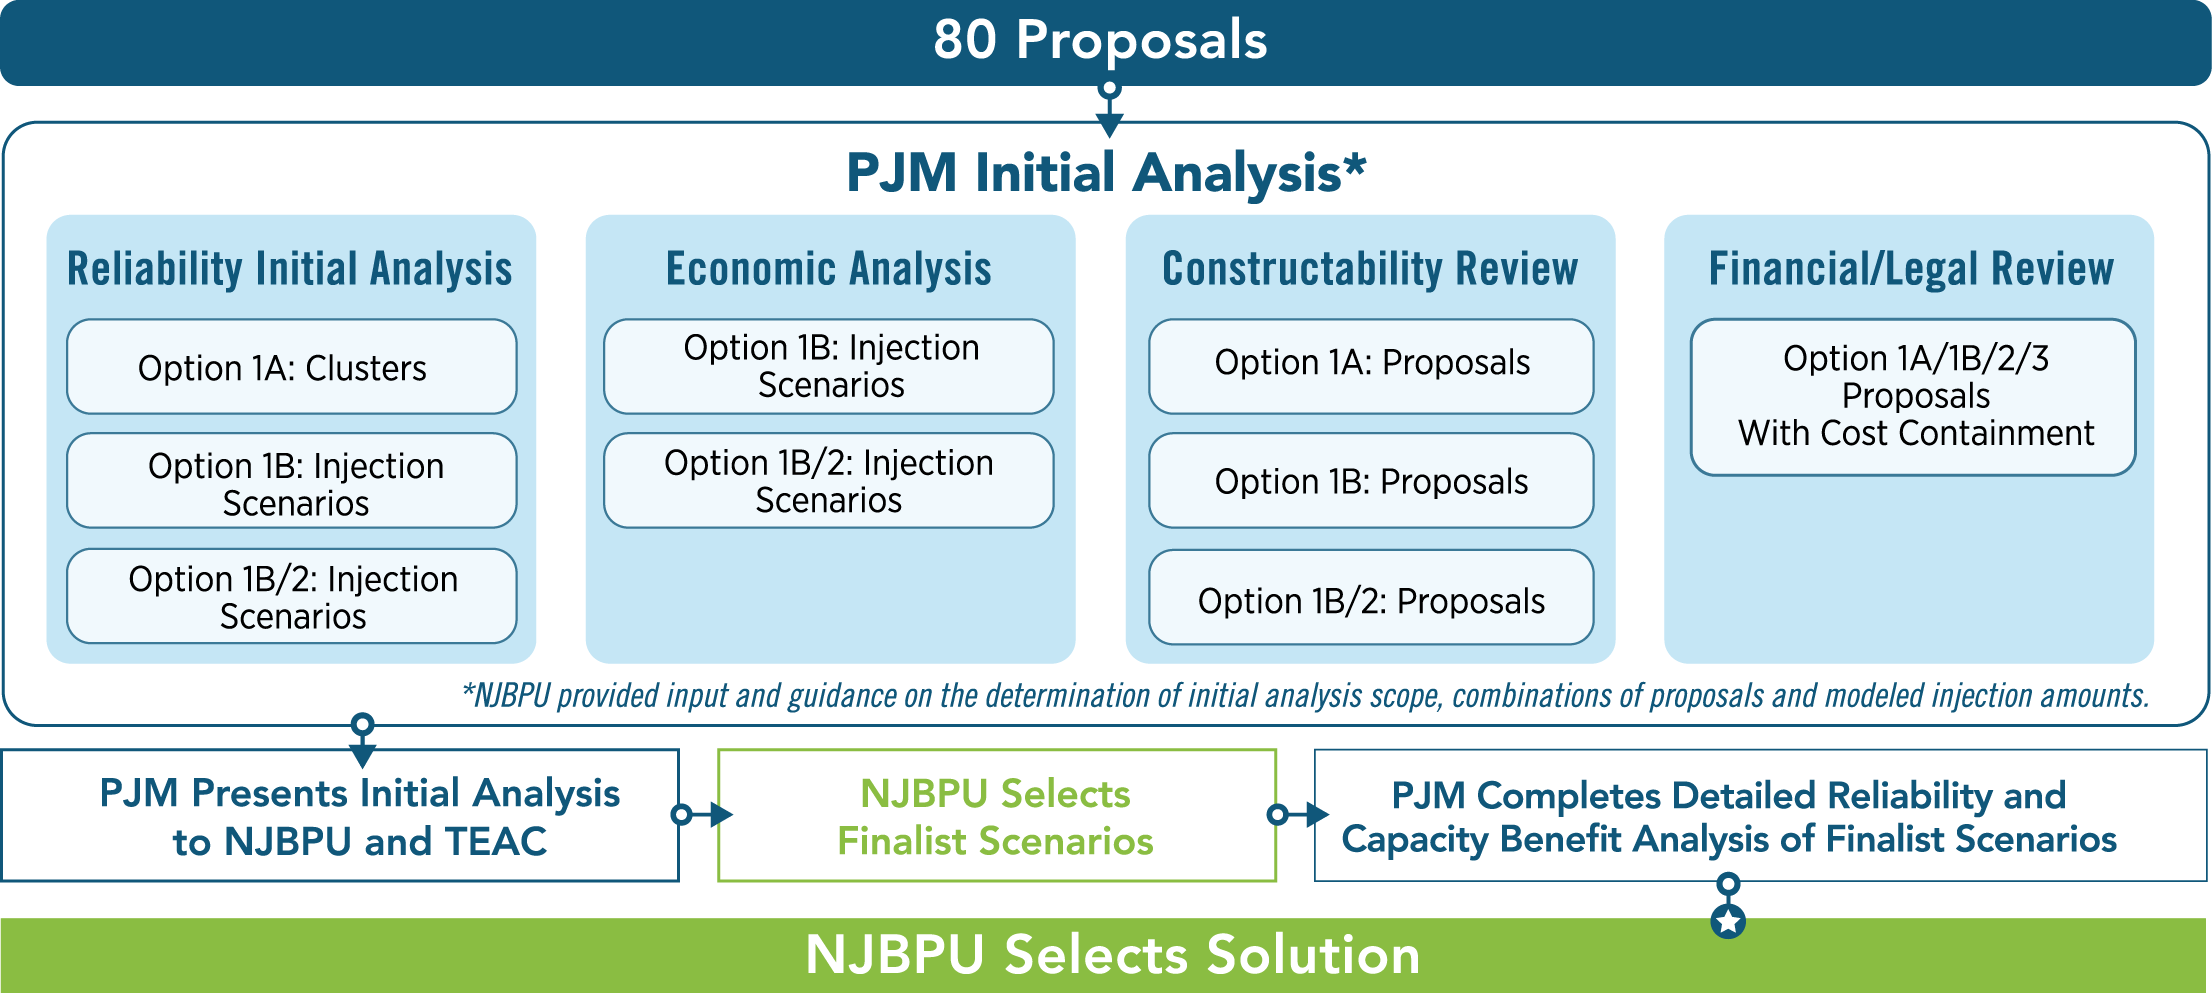 80 Proposals
PJM Initial Analysis*
Reliability Initial Analysis
Option 1A: Clusters
Option 1B: Injection
Scenarios
Option 1B/2: Injection
Scenarios
Economic Analysis
Option 1B: Injection
Scenarios
Option 1B/2: Injection
Scenarios
Constructability Review
Option 1A: Proposals
Option 1B: Proposals
Option 1B/2: Proposals
Financial/Legal Review
Option 1A/1B/2/3
Proposals
With Cost Containment
*NJBPU provided input and guidance on the determination of initial analysis scope, combinations of proposals and modeled injection amounts.
PJM Presents Initial Analysis
to NJBPU and TEAC
NJBPU Selects
Finalist Scenarios
PJM Completes Detailed Reliability and
Capacity Benefit Analysis of Finalist Scenarios
NJBPU Selects Solution